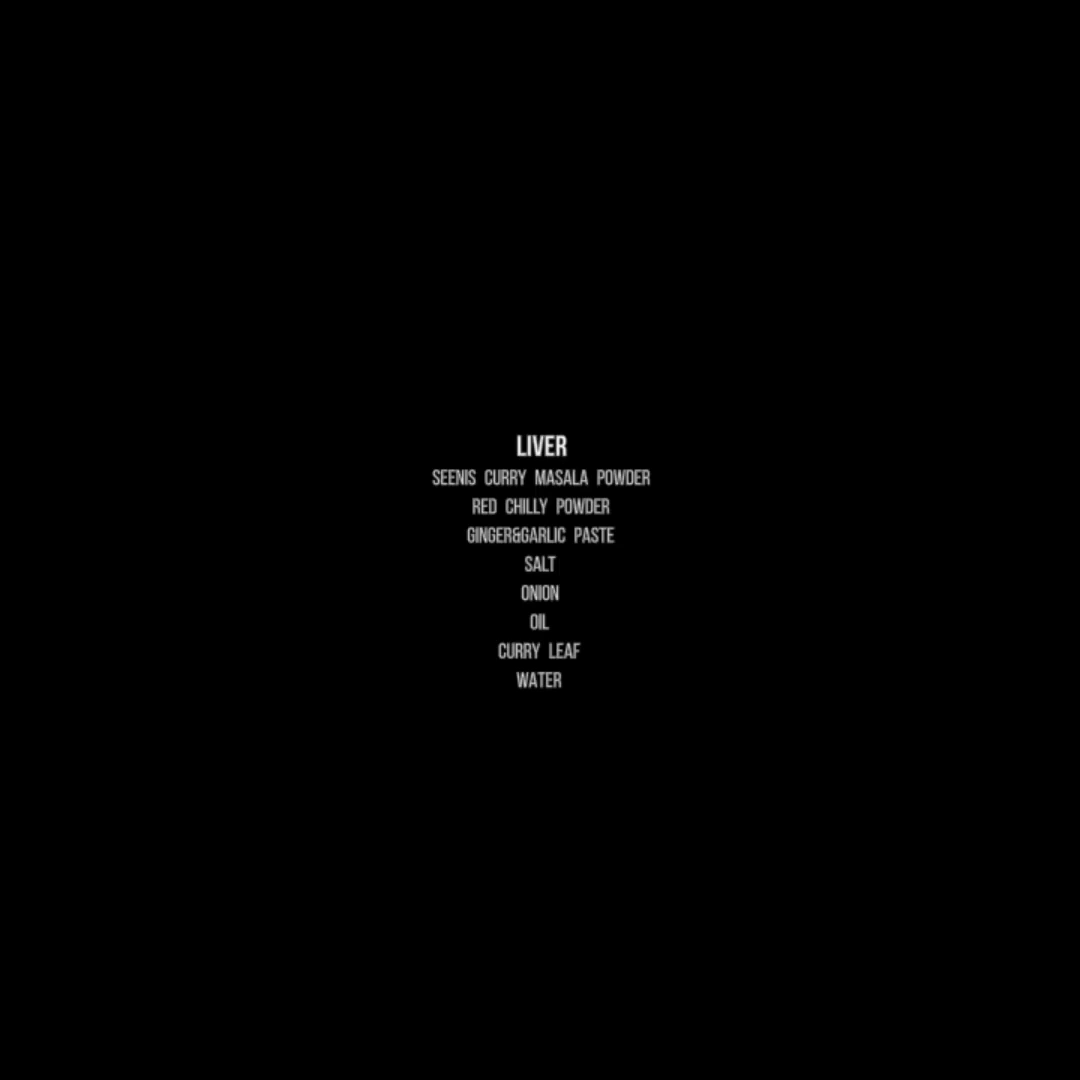 LIVER
SEENIS CURRY MASALA POWDER
RED CHILLY POWDER
GINGER&GARLIC PASTE
SALT
ONION
OIL
CURRY LEAF
WATER